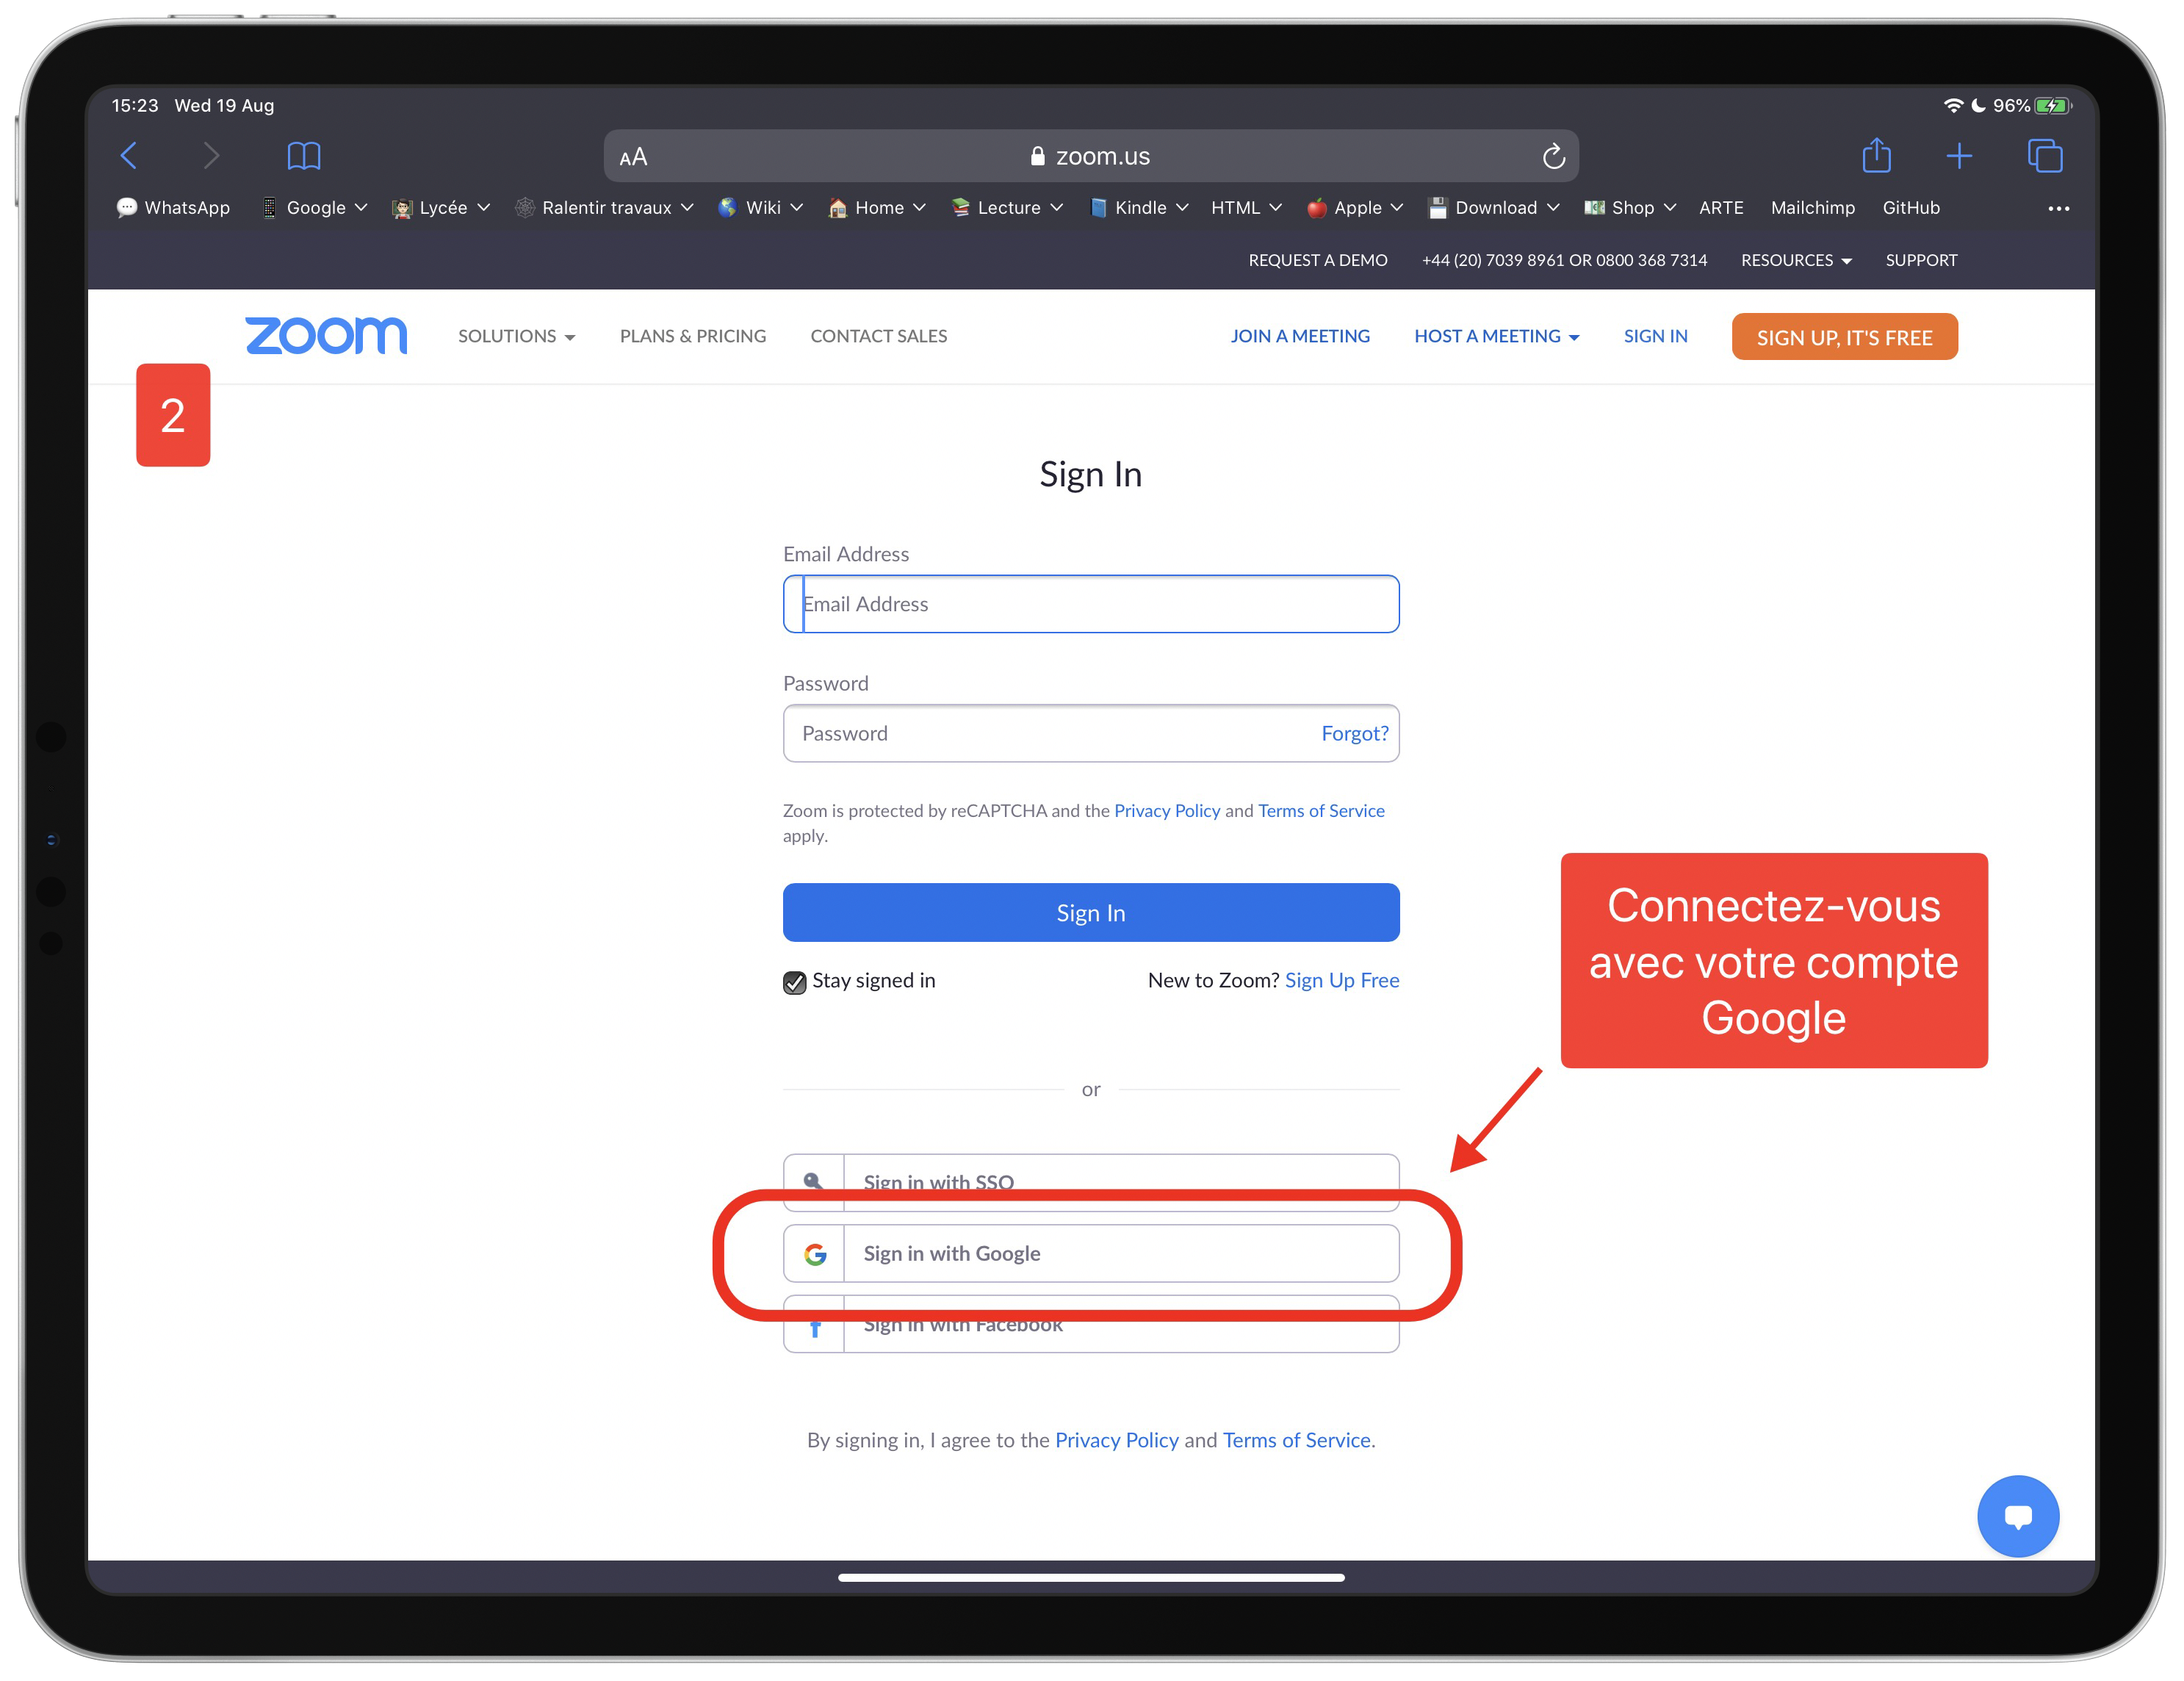 15:23 Wed 19 Aug
96%
AA zoom.us
WhatsApp Google Lycée Ralentir travaux Wiki Home Lecture Kindle HTML Apple Download Shop ARTE Mailchimp GitHub
REQUEST A DEMO +44 (20) 7039 8961 OR 0800 368 7314 RESOURCES SUPPORT
zoom SOLUTIONS PLANS & PRICING CONTACT SALES JOIN A MEETING HOST A MEETING SIGN IN SIGN UP, IT'S FREE
2
Sign In
Email Address
Email Address
Password
Password Forgot?
Zoom is protected by reCAPTCHA and the Privacy Policy and Terms of Service
apply.
Sign In
Stay signed in New to Zoom? Sign Up Free
Connectez-vous
avec votre compte
Google
or
Sign in with SSO
Sign in with Google
Sign in with Facebook
By signing in, I agree to the Privacy Policy and Terms of Service.